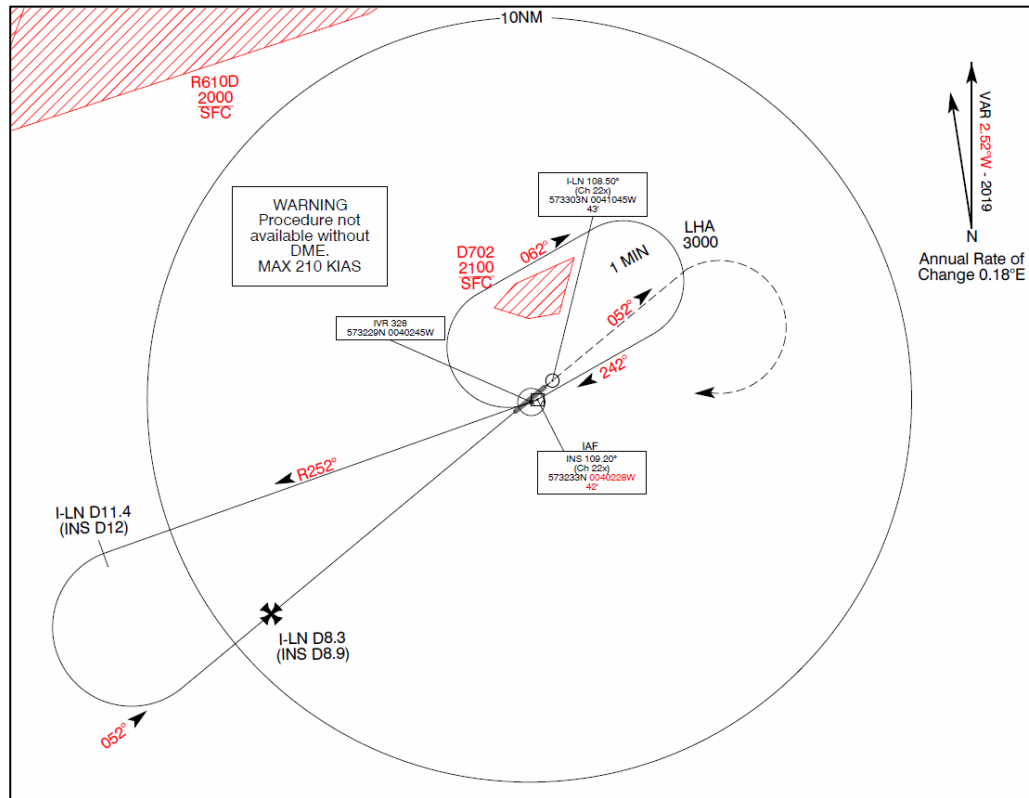 10NM
R610D
2000
SFC
VAR 2.52°W - 2019
N
Annual Rate of
Change 0.18°E
WARNING
Procedure not
available without
DME.
MAX 210 KIAS
I-LN 108.50°
(Ch 22x)
573303N 0041045W
43'
LHA
3000
D702
2100
SFC
062°
1 MIN
052°
IVR 328
573229N 0040245W
242°
IAF
INS 109.20°
(Ch 22x)
573233N 0040228W
42'
R252°
I-LN D11.4
(INS D12)
I-LN D8.3
(INS D8.9)
052°